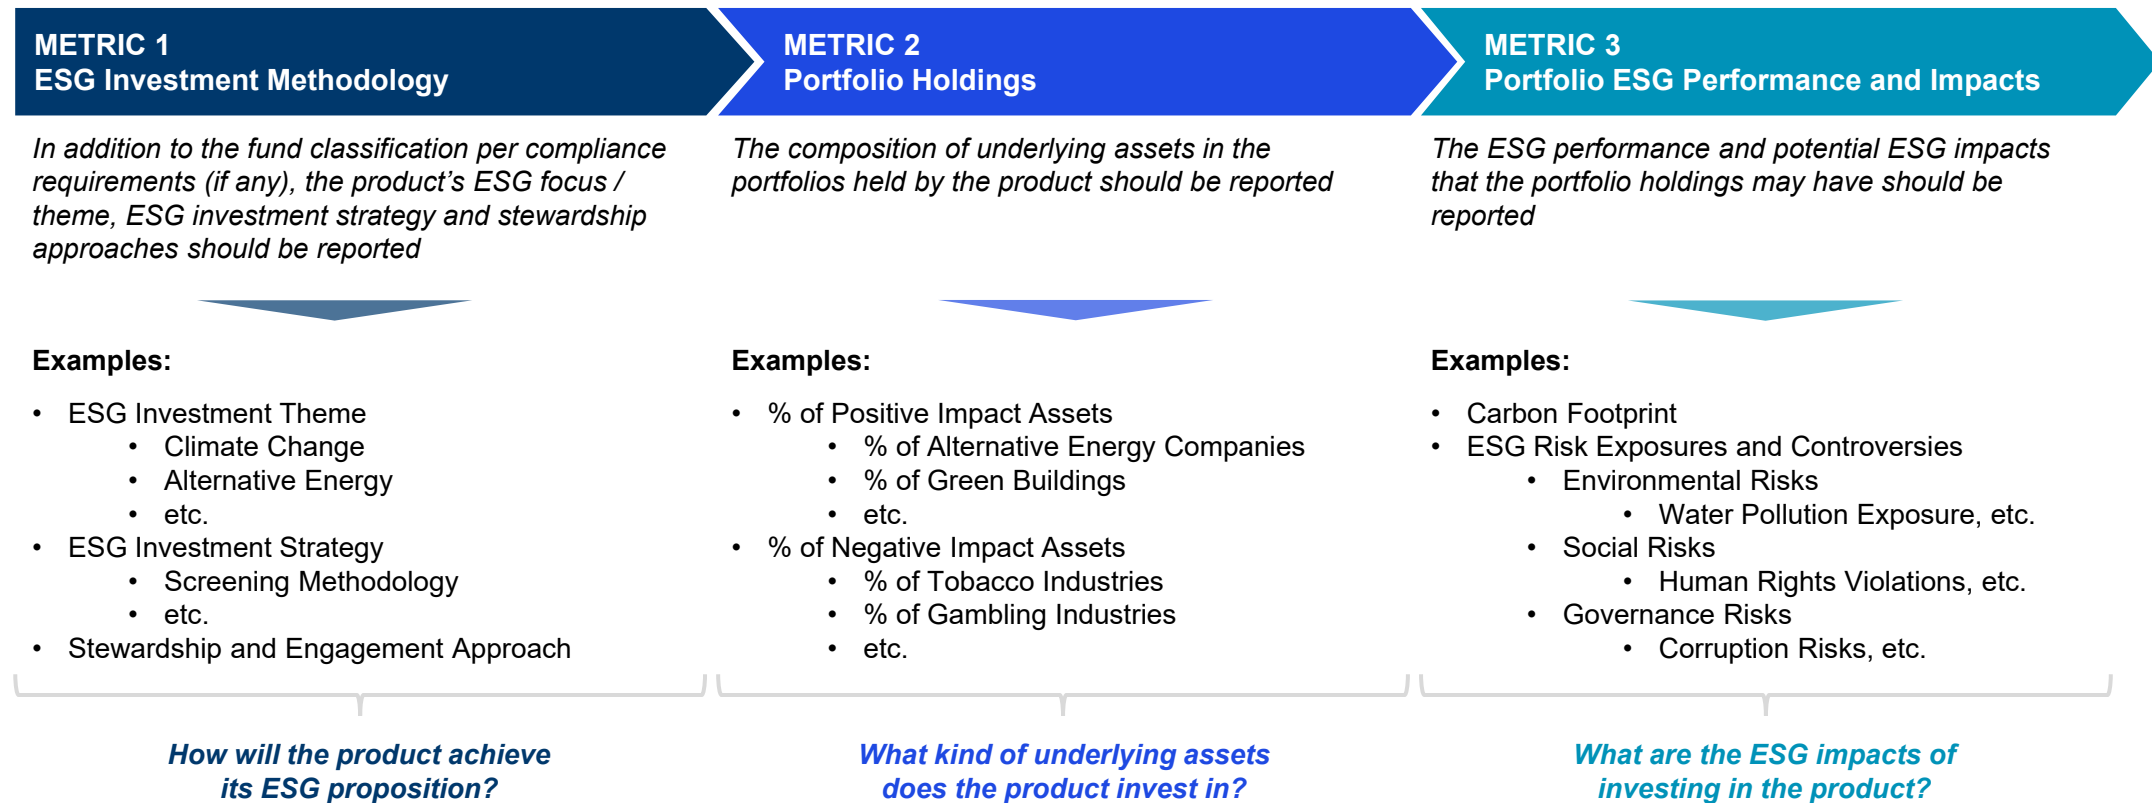 METRIC 1
ESG Investment Methodology
In addition to the fund classification per compliance
requirements (if any), the product's ESG focus /
theme, ESG investment strategy and stewardship
approaches should be reported
Examples:
• ESG Investment Theme
• Climate Change
• Alternative Energy
• etc.
• ESG Investment Strategy
• Screening Methodology
• etc.
• Stewardship and Engagement Approach
How will the product achieve
its ESG proposition?
METRIC 2
Portfolio Holdings
The composition of underlying assets in the
portfolios held by the product should be reported
Examples:
• % of Positive Impact Assets
• % of Alternative Energy Companies
• % of Green Buildings
• etc.
• % of Negative Impact Assets
• % of Tobacco Industries
• % of Gambling Industries
• etc.
What kind of underlying assets
does the product invest in?
METRIC 3
Portfolio ESG Performance and Impacts
The ESG performance and potential ESG impacts
that the portfolio holdings may have should be
reported
Examples:
• Carbon Footprint
• ESG Risk Exposures and Controversies
• Environmental Risks
• Water Pollution Exposure, etc.
• Social Risks
• Human Rights Violations, etc.
• Governance Risks
• Corruption Risks, etc.
What are the ESG impacts of
investing in the product?